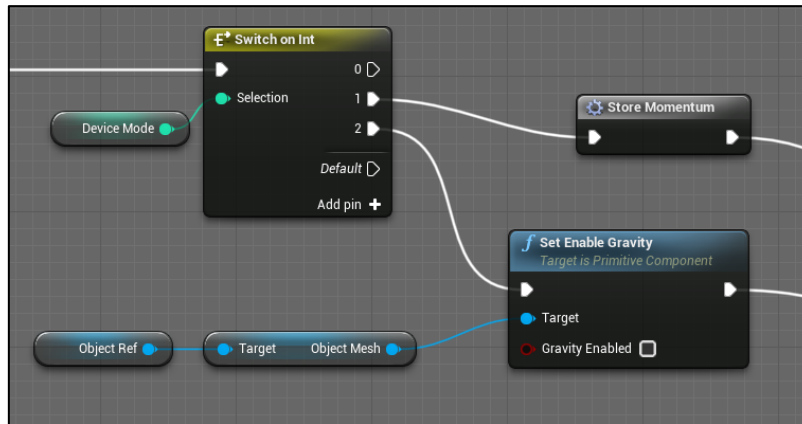 Switch on Int
0
Selection
1
Device Mode
2
Default
Add pin
Store Momentum
f Set Enable Gravity
Target is Primitive Component
Target
Gravity Enabled
Object Ref
Target Object Mesh